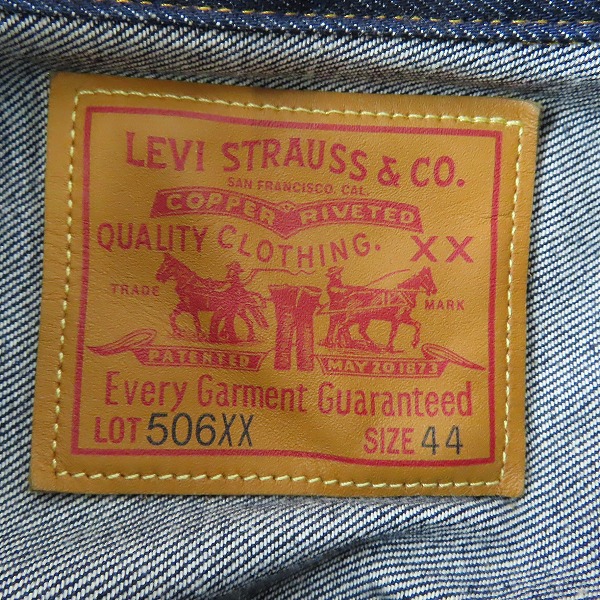 LEVI STRAUSS & CO.
SAN FRANCISCO, CAL.
COPPER RIVETED
QUALITY CLOTHING. XX
TRADE MARK
PATENTED MAY 20 1873
Every Garment Guaranteed
LOT 506XX SIZE 44